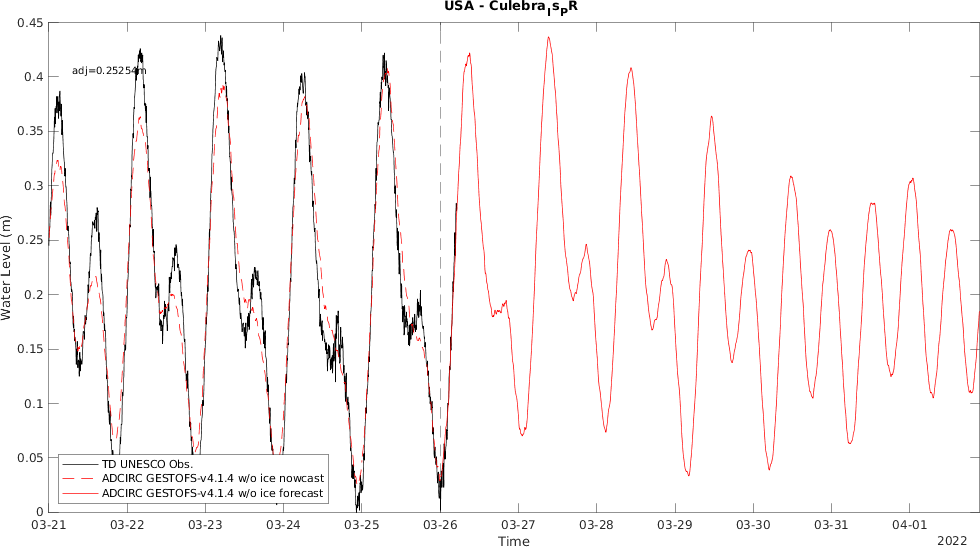 USA - CulebraIsPR
0.45
adj=0.25254m
0.4
0.35
0.3
0.25
0.2
0.15
0.1
0.05
0
Water Level (m)
TD UNESCO Obs.
ADCIRC GESTOFS-v4.1.4 w/o ice nowcast
ADCIRC GESTOFS-v4.1.4 w/o ice forecast
03-21 03-22 03-23 03-24 03-25 03-26 03-27 03-28 03-29 03-30 03-31 04-01
Time
2022